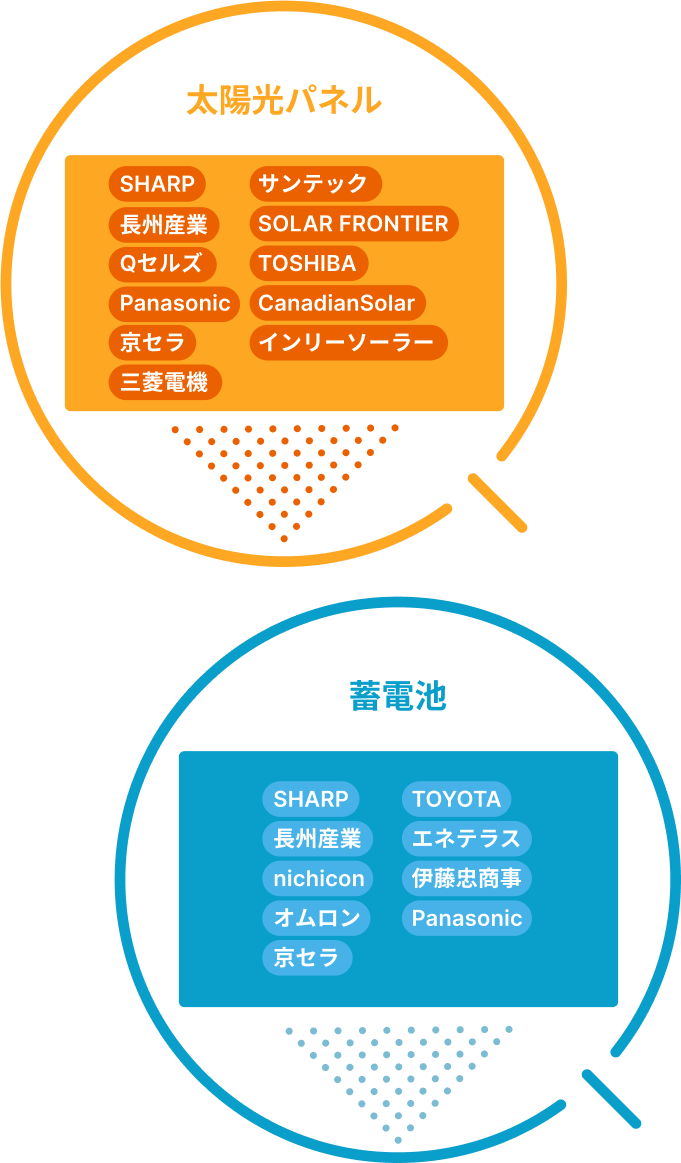 太陽光パネル
SHARP
長州産業
Qセルズ
Panasonic
京セラ
三菱電機
サンテック
SOLAR FRONTIER
TOSHIBA
CanadianSolar
インリーソーラー
蓄電池
SHARP
長州産業
nichicon
オムロン
京セラ
TOYOTA
エネテラス
伊藤忠商事
Panasonic